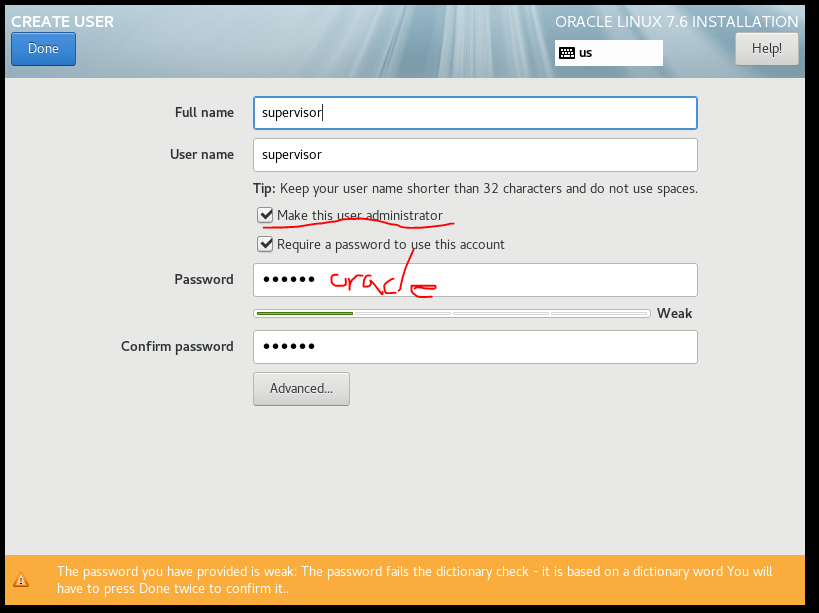 CREATE USER
ORACLE LINUX 7.6 INSTALLATION
Done
us
Help!
Full name
supervisor
User name
supervisor
Tip: Keep your user name shorter than 32 characters and do not use spaces.
Make this user administrator
Require a password to use this account
Password
•••••• oracle
Weak
Confirm password
••••••
Advanced...
The password you have provided is weak: The password fails the dictionary check - it is based on a dictionary word You will
have to press Done twice to confirm it..